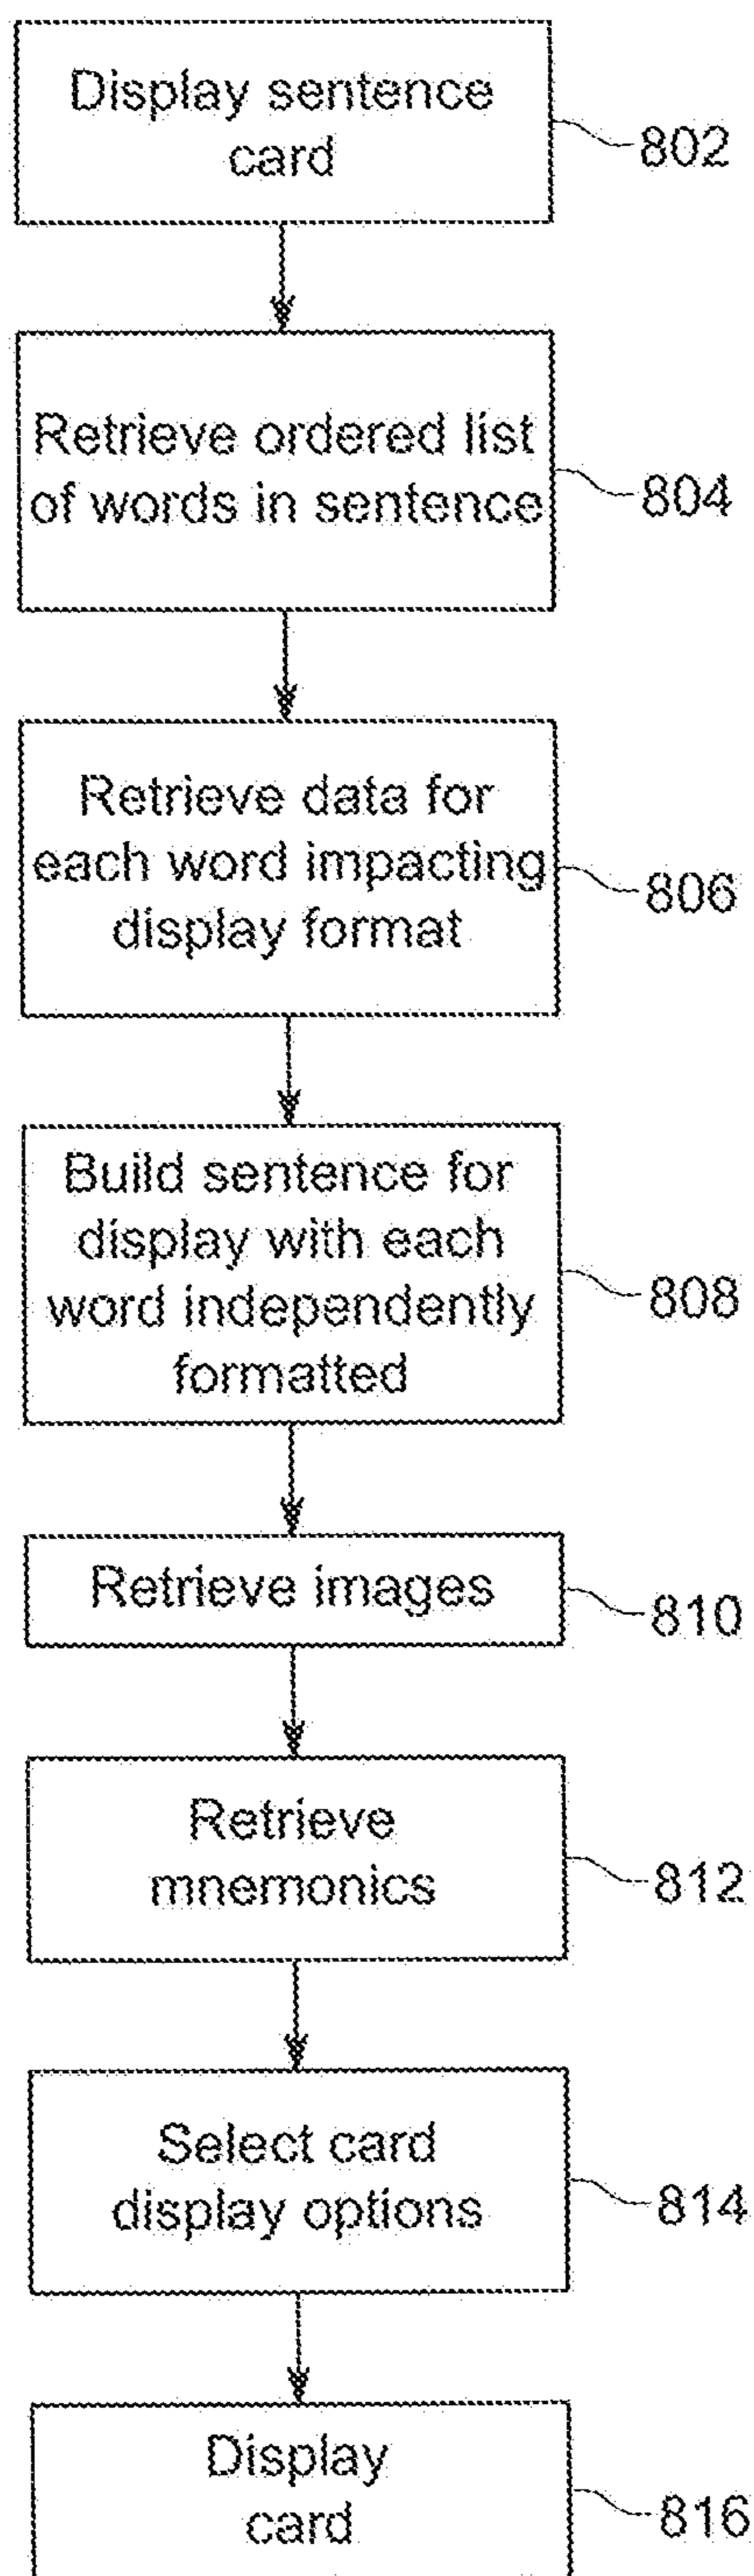 Display sentence
card
802
Retrieve ordered list
of words in sentence
804
Retrieve data for
each word impacting
display format
806
Build sentence for
display with each
word independently
formatted
808
Retrieve images
810
Retrieve
mnemonics
812
Select card
display options
814
Display
card
816